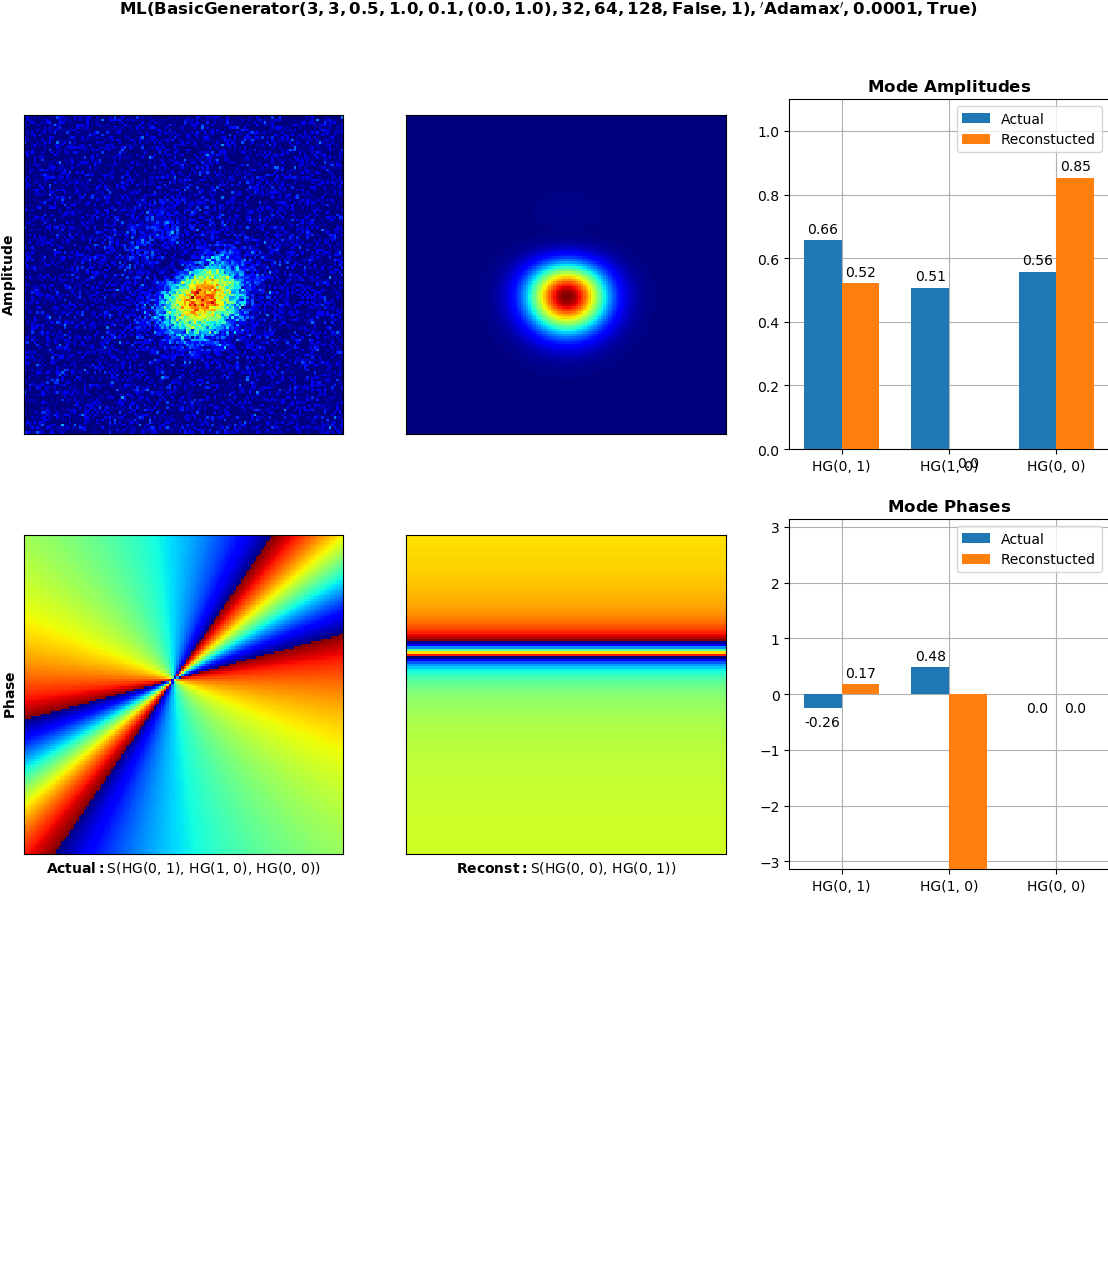 ML(BasicGenerator(3, 3, 0.5, 1.0, 0.1, (0.0, 1.0), 32, 64, 128, False, 1), ′Adamax′, 0.0001, True)
Amplitude
Mode Amplitudes
Actual
Reconstucted
1.0
0.8
0.6
0.4
0.2
0.0
0.66
0.52
0.51
0.0
0.56
0.85
HG(0, 1)
HG(1, 0)
HG(0, 0)
Phase
Actual: S(HG(0, 1), HG(1, 0), HG(0, 0))
Reconst: S(HG(0, 0), HG(0, 1))
Mode Phases
Actual
Reconstucted
3
2
1
0
−1
−2
−3
-0.26
0.17
0.48
0.0
0.0
HG(0, 1)
HG(1, 0)
HG(0, 0)